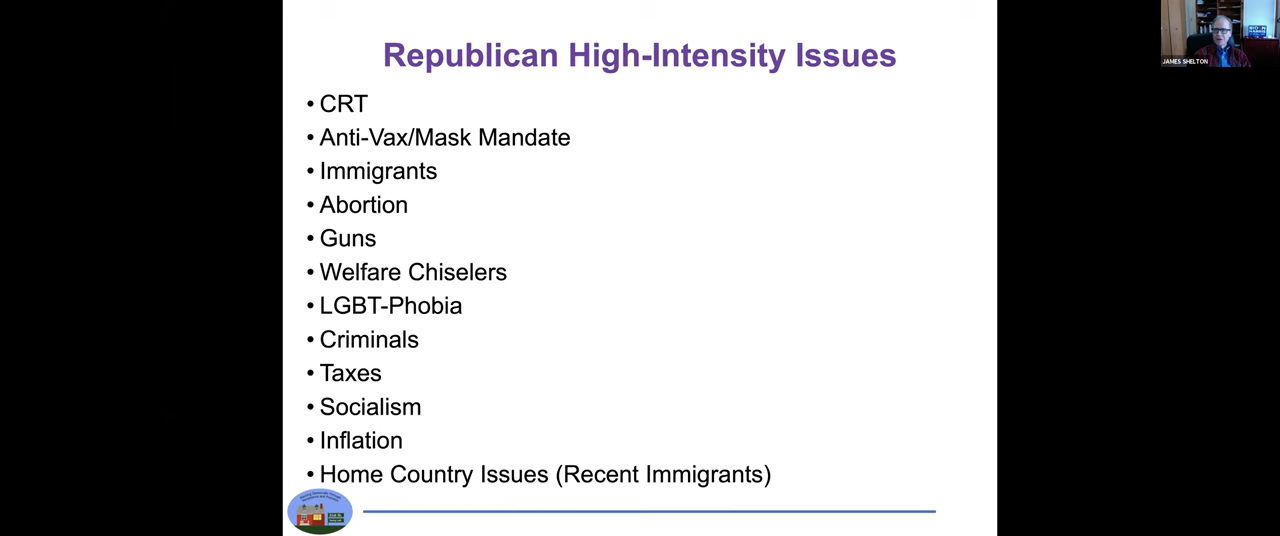 Republican High-Intensity Issues
• CRT
• Anti-Vax/Mask Mandate
• Immigrants
• Abortion
• Guns
• Welfare Chiselers
• LGBT-Phobia
• Criminals
• Taxes
• Socialism
• Inflation
• Home Country Issues (Recent Immigrants)
JAMES SHELTON